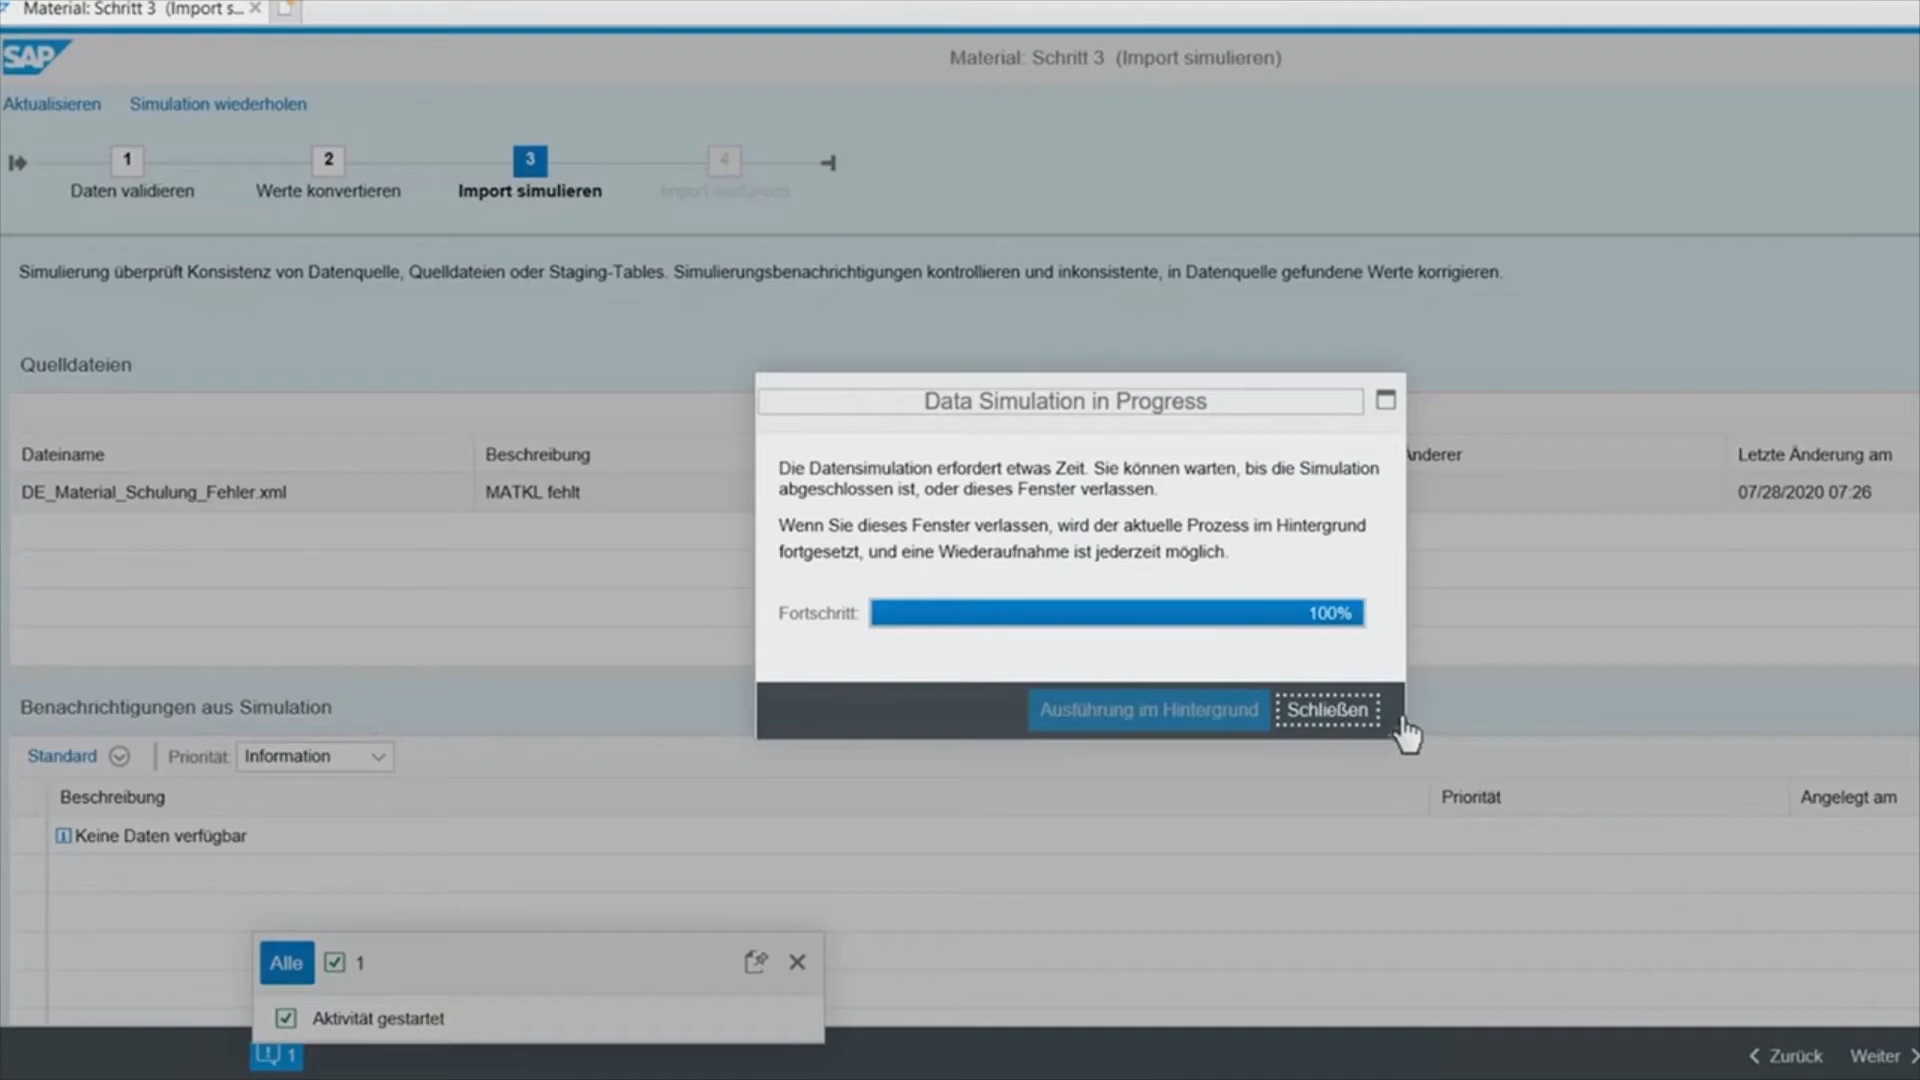 Material: Schritt 3 (Import s...
SAP
Material: Schritt 3 (Import simulieren)
Aktualisieren Simulation wiederholen
1 2 3 4
Daten validieren Werte konvertieren Import simulieren Import ausführen
Simulierung überprüft Konsistenz von Datenquelle, Quelldateien oder Staging-Tables. Simulierungsbenachrichtigungen kontrollieren und inkonsistente, in Datenquelle gefundene Werte korrigieren.
Quelldateien
Dateiname Beschreibung Änderer Letzte Änderung am
DE_Material_Schulung_Fehler.xml MATKL fehlt 07/28/2020 07:26
Data Simulation in Progress
Die Datensimulation erfordert etwas Zeit. Sie können warten, bis die Simulation
abgeschlossen ist, oder dieses Fenster verlassen.
Wenn Sie dieses Fenster verlassen, wird der aktuelle Prozess im Hintergrund
fortgesetzt, und eine Wiederaufnahme ist jederzeit möglich.
Fortschritt: 100%
Ausführung im Hintergrund Schließen
Benachrichtigungen aus Simulation
Standard Priorität: Information
Beschreibung Priorität Angelegt am
Keine Daten verfügbar
Alle 1
Aktivität gestartet
1
Zurück Weiter